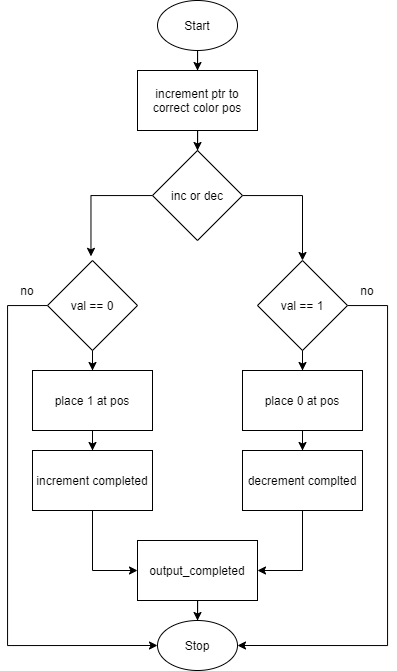 Start
increment ptr to
correct color pos
inc or dec
no
val == 0
val == 1
no
place 1 at pos
place 0 at pos
increment completed
decrement complted
output_completed
Stop